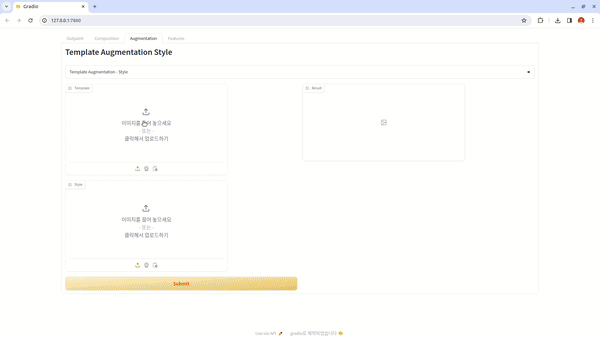 Gradio
127.0.0.1:7860
Outpaint
Composition
Augmentation
Features
Template Augmentation Style
Template Augmentation - Style
Template
이미지를 끌어 놓으세요
- 또는 -
클릭해서 업로드하기
Result
Style
이미지를 끌어 놓으세요
- 또는 -
클릭해서 업로드하기
Submit
Use via API
gradio로 제작되었습니다